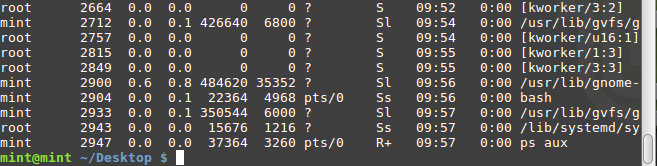 root      2664  0.0  0.0      0     0 ?        S    09:52   0:00 [kworker/3:2]
mint      2712  0.0  0.1 426640  6800 ?        Sl   09:54   0:00 /usr/lib/gvfs/g
root      2757  0.0  0.0      0     0 ?        S    09:54   0:00 [kworker/u16:1]
root      2815  0.0  0.0      0     0 ?        S    09:55   0:00 [kworker/1:3]
root      2849  0.0  0.0      0     0 ?        S    09:55   0:00 [kworker/3:3]
mint      2900  0.6  0.8 484620 35352 ?        Sl   09:56   0:00 /usr/lib/gnome-
mint      2904  0.1  0.1  22364  4968 pts/0    Ss   09:56   0:00 bash
mint      2933  0.0  0.1 350544  6000 ?        Sl   09:57   0:00 /usr/lib/gvfs/g
root      2943  0.0  0.0  15676  1216 ?        Ss   09:57   0:00 /lib/systemd/sy
mint      2947  0.0  0.0  37364  3260 pts/0    R+   09:57   0:00 ps aux
mint@mint ~/Desktop $